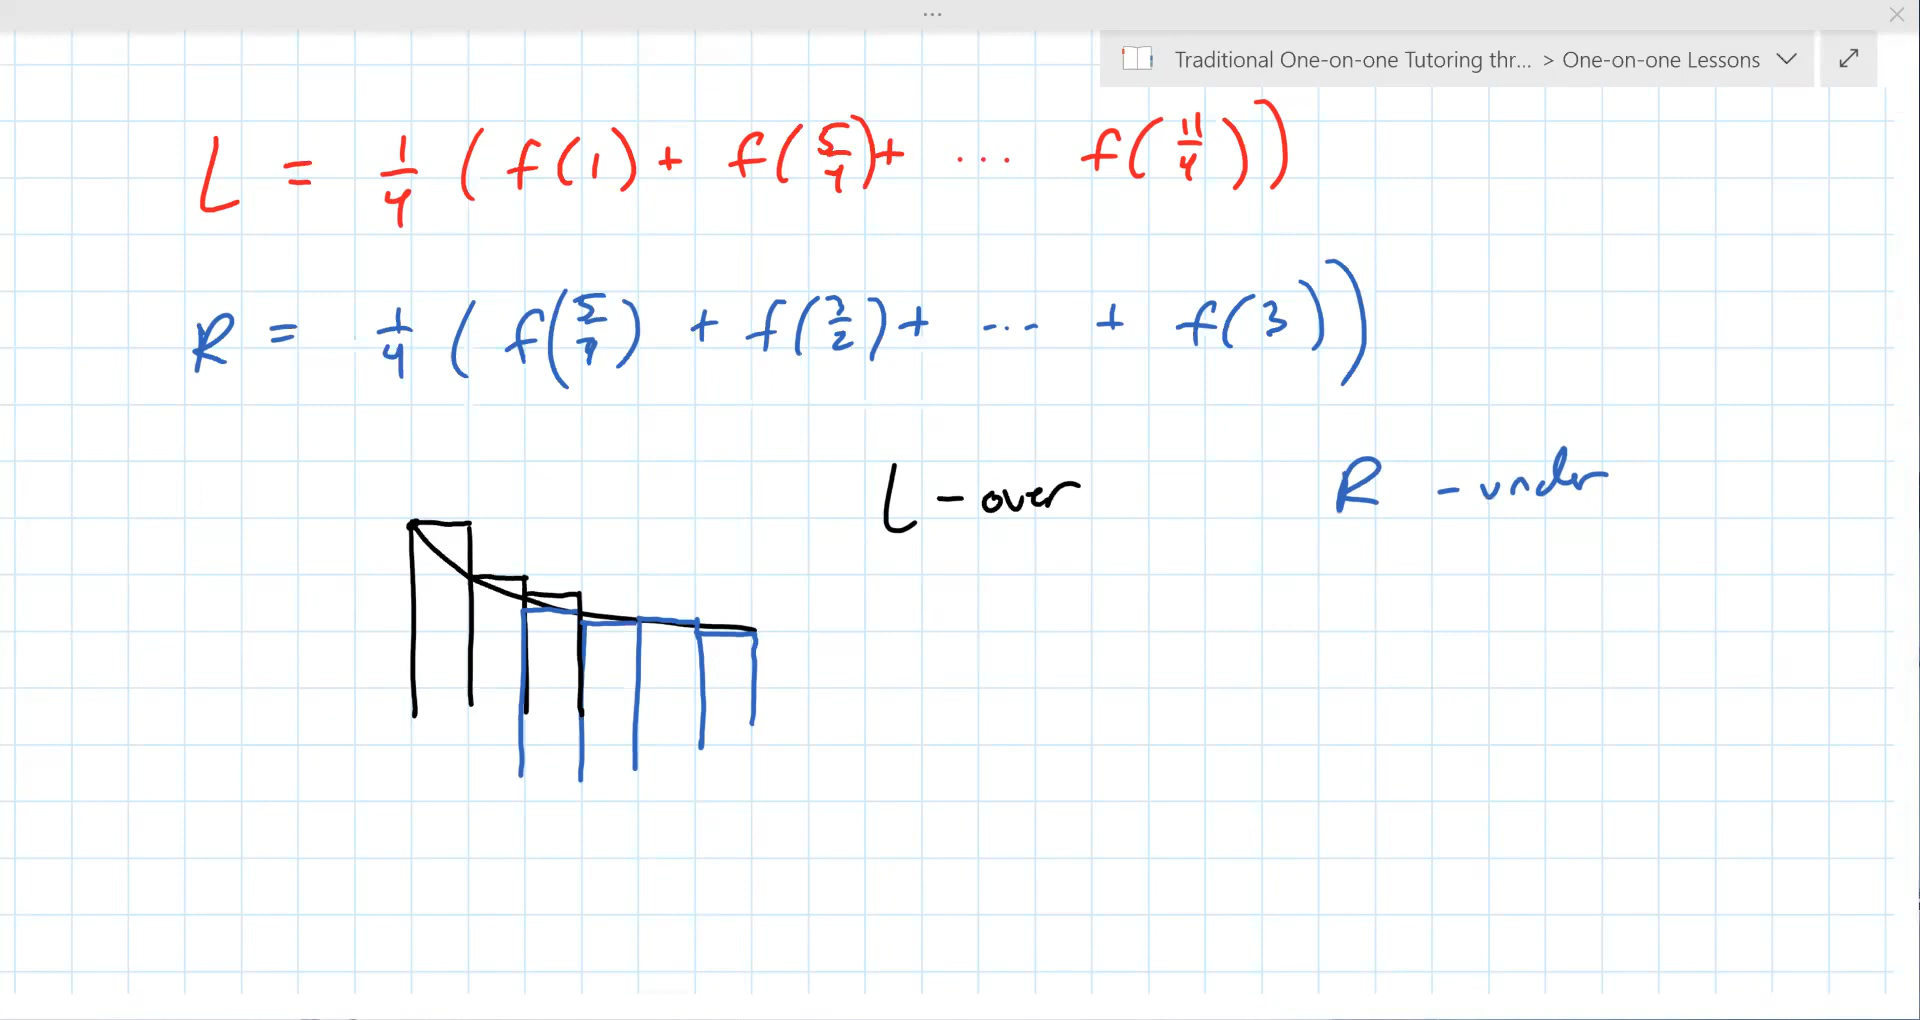 ...
Traditional One-on-one Tutoring thr... > One-on-one Lessons
L = 1/4 ( f(1) + f(5/4) + ... f(11/4) )
R = 1/4 ( f(5/4) + f(3/2) + ... + f(3) )
L - over R - under